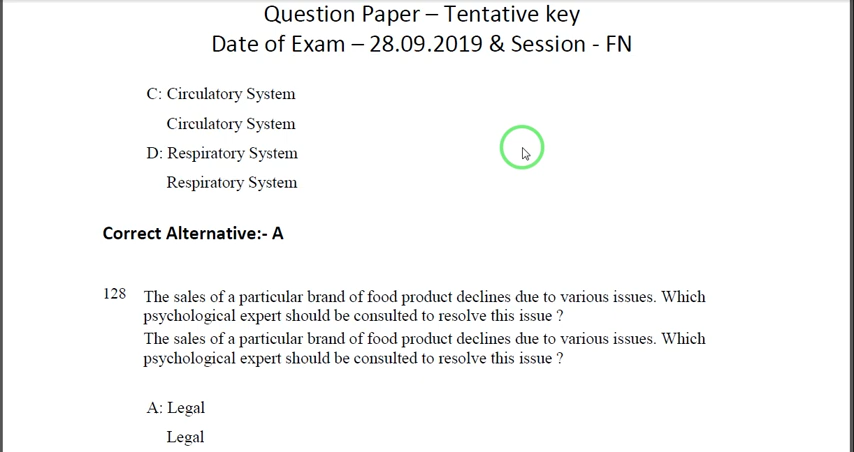 Question Paper – Tentative key
Date of Exam – 28.09.2019 & Session - FN
C: Circulatory System
Circulatory System
D: Respiratory System
Respiratory System
Correct Alternative:- A
128 The sales of a particular brand of food product declines due to various issues. Which
psychological expert should be consulted to resolve this issue ?
The sales of a particular brand of food product declines due to various issues. Which
psychological expert should be consulted to resolve this issue ?
A: Legal
Legal